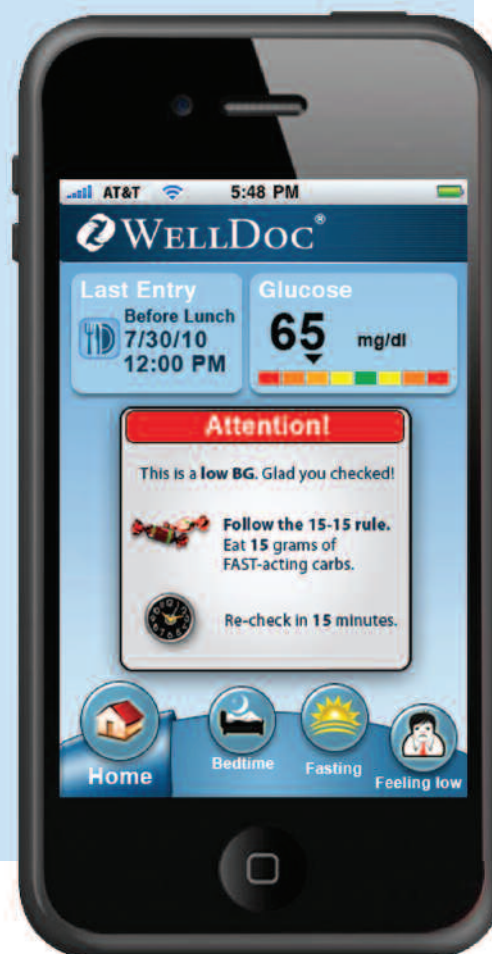 AT&T 5:48 PM
WELLDOC®
Last Entry
Before Lunch
7/30/10
12:00 PM
Glucose
65 mg/dl
Attention!
This is a low BG. Glad you checked!
Follow the 15-15 rule.
Eat 15 grams of
FAST-acting carbs.
Re-check in 15 minutes.
Home
Bedtime
Fasting
Feeling low